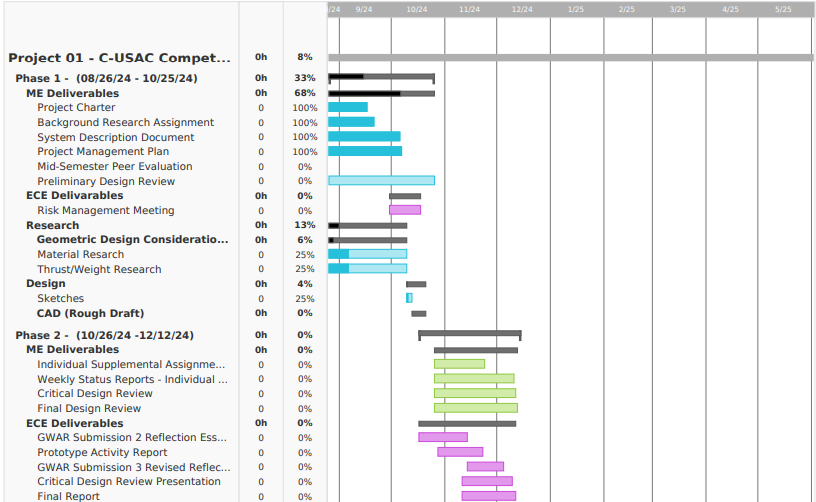 /24 9/24 10/24 11/24 12/24 1/25 2/25 3/25 4/25 5/25
Project 01 - C-USAC Compet... 0h 8%
Phase 1 - (08/26/24 - 10/25/24) 0h 33%
ME Deliverables 0h 68%
Project Charter 0 100%
Background Research Assignment 0 100%
System Description Document 0 100%
Project Management Plan 0 100%
Mid-Semester Peer Evaluation 0 0%
Preliminary Design Review 0 0%
ECE Delivarables 0h 0%
Risk Management Meeting 0 0%
Research 0h 13%
Geometric Design Consideratio... 0h 6%
Material Resarch 0 25%
Thrust/Weight Research 0 25%
Design 0h 4%
Sketches 0 25%
CAD (Rough Draft) 0h 0%
Phase 2 - (10/26/24 -12/12/24) 0h 0%
ME Deliverables 0h 0%
Individual Supplemental Assignme... 0 0%
Weekly Status Reports - Individual ... 0 0%
Critical Design Review 0 0%
Final Design Review 0 0%
ECE Deliverables 0h 0%
GWAR Submission 2 Reflection Ess... 0 0%
Prototype Activity Report 0 0%
GWAR Submission 3 Revised Reflec... 0 0%
Critical Design Review Presentation 0 0%
Final Report 0 0%